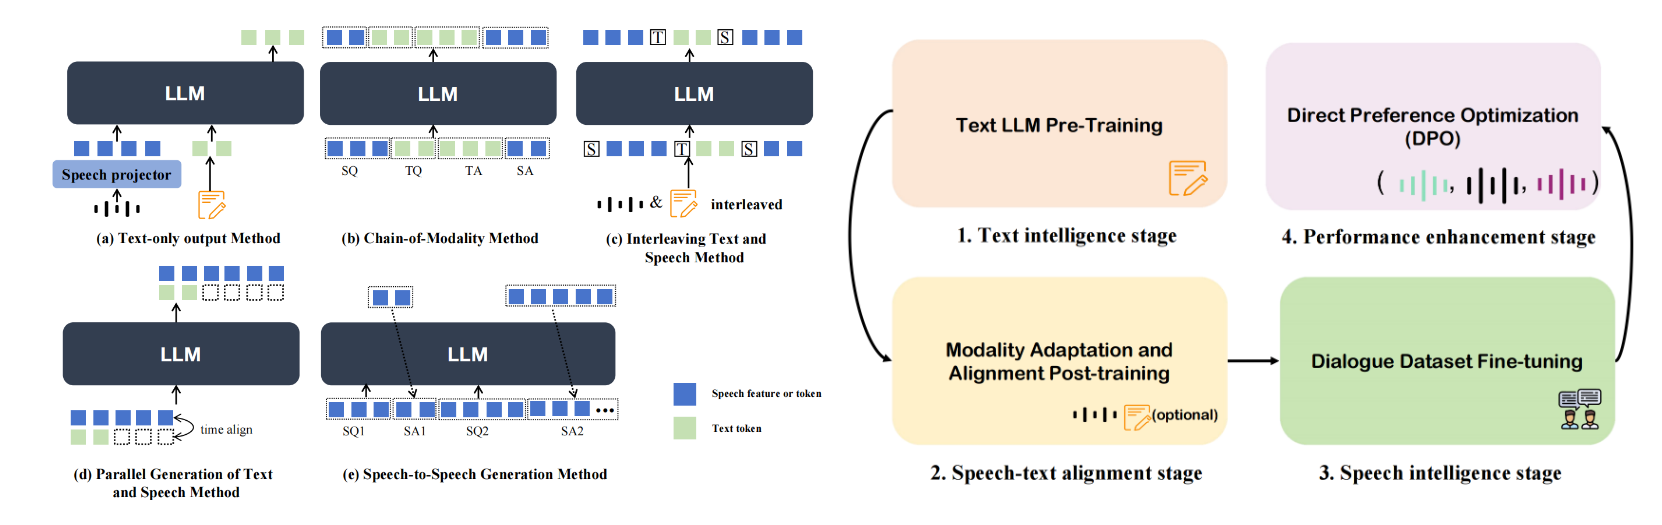 LLM
Speech projector
(a) Text-only output Method
LLM
SQ TQ TA SA
(b) Chain-of-Modality Method
T S
LLM
S T S
& interleaved
(c) Interleaving Text and
Speech Method
LLM
time align
(d) Parallel Generation of Text
and Speech Method
LLM
SQ1 SA1 SQ2 SA2
(e) Speech-to-Speech Generation Method
Speech feature or token
Text token
Text LLM Pre-Training
1. Text intelligence stage
Modality Adaptation and
Alignment Post-training
(optional)
2. Speech-text alignment stage
Dialogue Dataset Fine-tuning
3. Speech intelligence stage
Direct Preference Optimization
(DPO)
( , , )
4. Performance enhancement stage